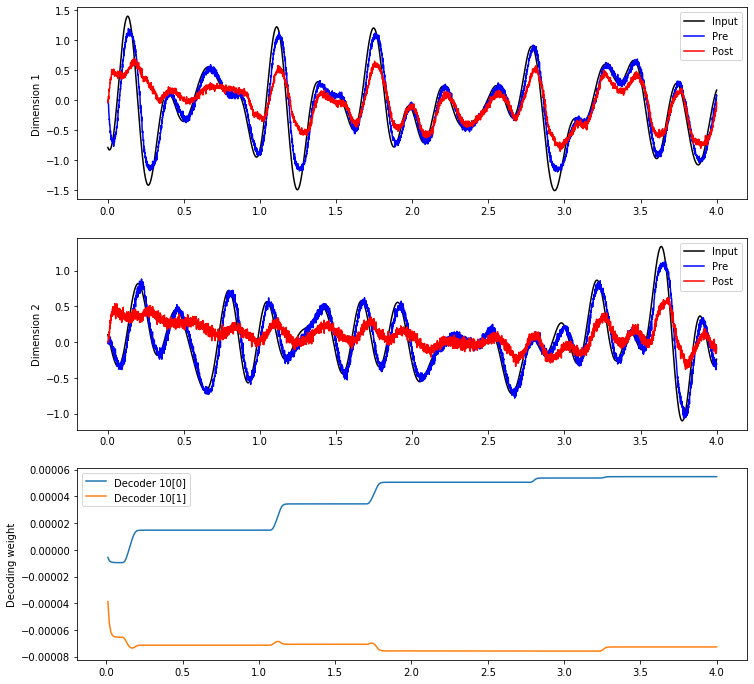 Dimension 1
1.5
1.0
0.5
0.0
−0.5
−1.0
−1.5
Input
Pre
Post
0.0 0.5 1.0 1.5 2.0 2.5 3.0 3.5 4.0
Dimension 2
1.0
0.5
0.0
−0.5
−1.0
Input
Pre
Post
0.0 0.5 1.0 1.5 2.0 2.5 3.0 3.5 4.0
Decoding weight
0.00006
0.00004
0.00002
0.00000
−0.00002
−0.00004
−0.00006
−0.00008
Decoder 10[0]
Decoder 10[1]
0.0 0.5 1.0 1.5 2.0 2.5 3.0 3.5 4.0